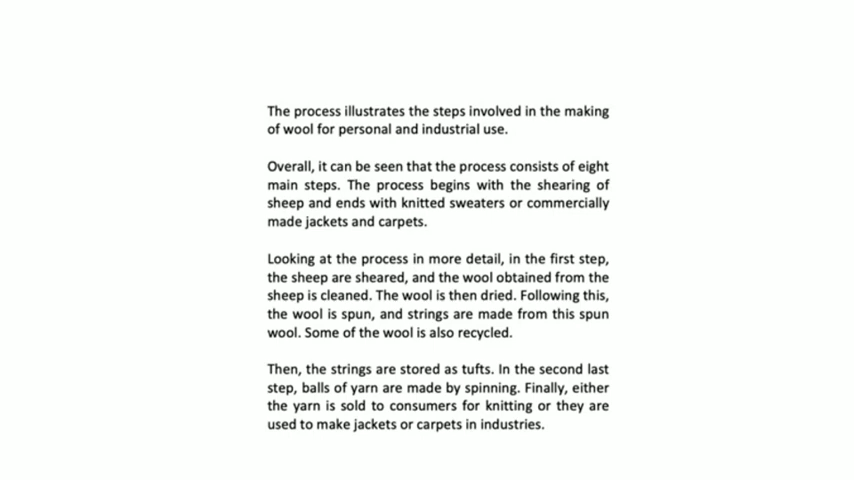 The process illustrates the steps involved in the making
of wool for personal and industrial use.
Overall, it can be seen that the process consists of eight
main steps. The process begins with the shearing of
sheep and ends with knitted sweaters or commercially
made jackets and carpets.
Looking at the process in more detail, in the first step,
the sheep are sheared, and the wool obtained from the
sheep is cleaned. The wool is then dried. Following this,
the wool is spun, and strings are made from this spun
wool. Some of the wool is also recycled.
Then, the strings are stored as tufts. In the second last
step, balls of yarn are made by spinning. Finally, either
the yarn is sold to consumers for knitting or they are
used to make jackets or carpets in industries.